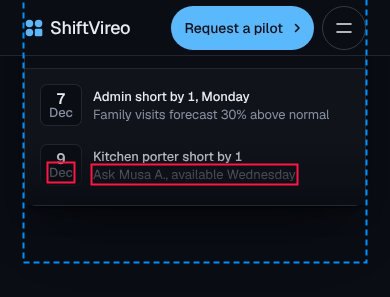 ShiftVireo
Request a pilot
7
Dec
Admin short by 1, Monday
Family visits forecast 30% above normal
9
Dec
Kitchen porter short by 1
Ask Musa A., available Wednesday